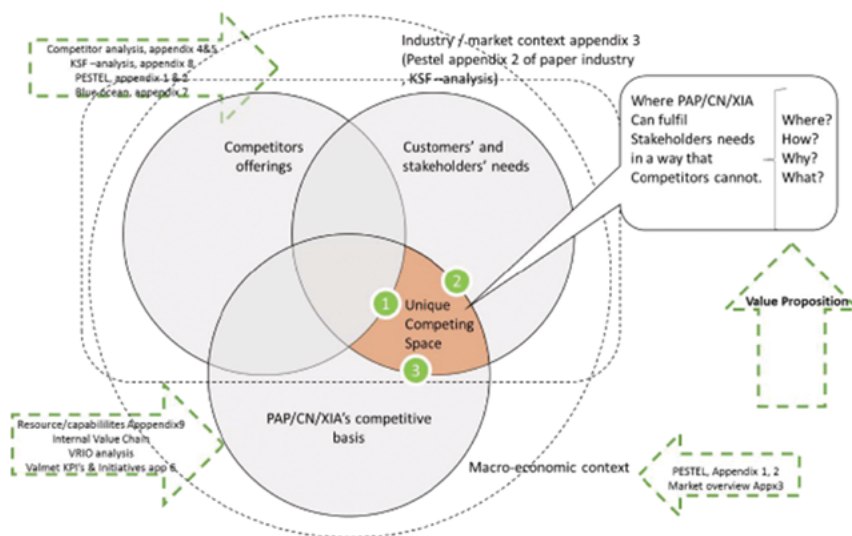 Competitor analysis, appendix 4&5
KSF –analysis, appendix 8,
PESTEL, appendix 1 & 2
Blue ocean, appendix 7
Industry / market context appendix 3
(Pestel appendix 2 of paper industry
, KSF –analysis)
Competitors
offerings
Customers’ and
stakeholders’ needs
Where PAP/CN/XIA
Can fulfil
Stakeholders needs
in a way that
Competitors cannot.
Where?
How?
Why?
What?
1
2
3
Unique
Competing
Space
Value Proposition
PAP/CN/XIA’s competitive
basis
Resource/capabililites Apppendix9
Internal Value Chain
VRIO analysis
Valmet KPI’s & Initiatives app 6
Macro-economic context
PESTEL, Appendix 1, 2
Market overview Appx3